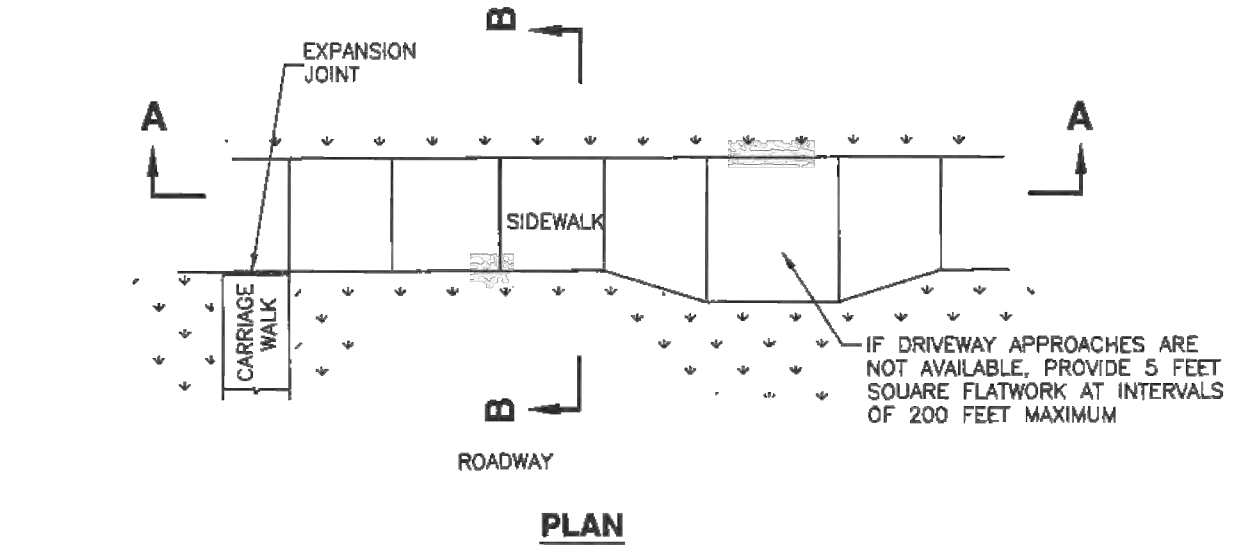 B
EXPANSION
JOINT
A
A
SIDEWALK
CARRIAGE
WALK
IF DRIVEWAY APPROACHES ARE
NOT AVAILABLE, PROVIDE 5 FEET
SQUARE FLATWORK AT INTERVALS
OF 200 FEET MAXIMUM
B
ROADWAY
PLAN